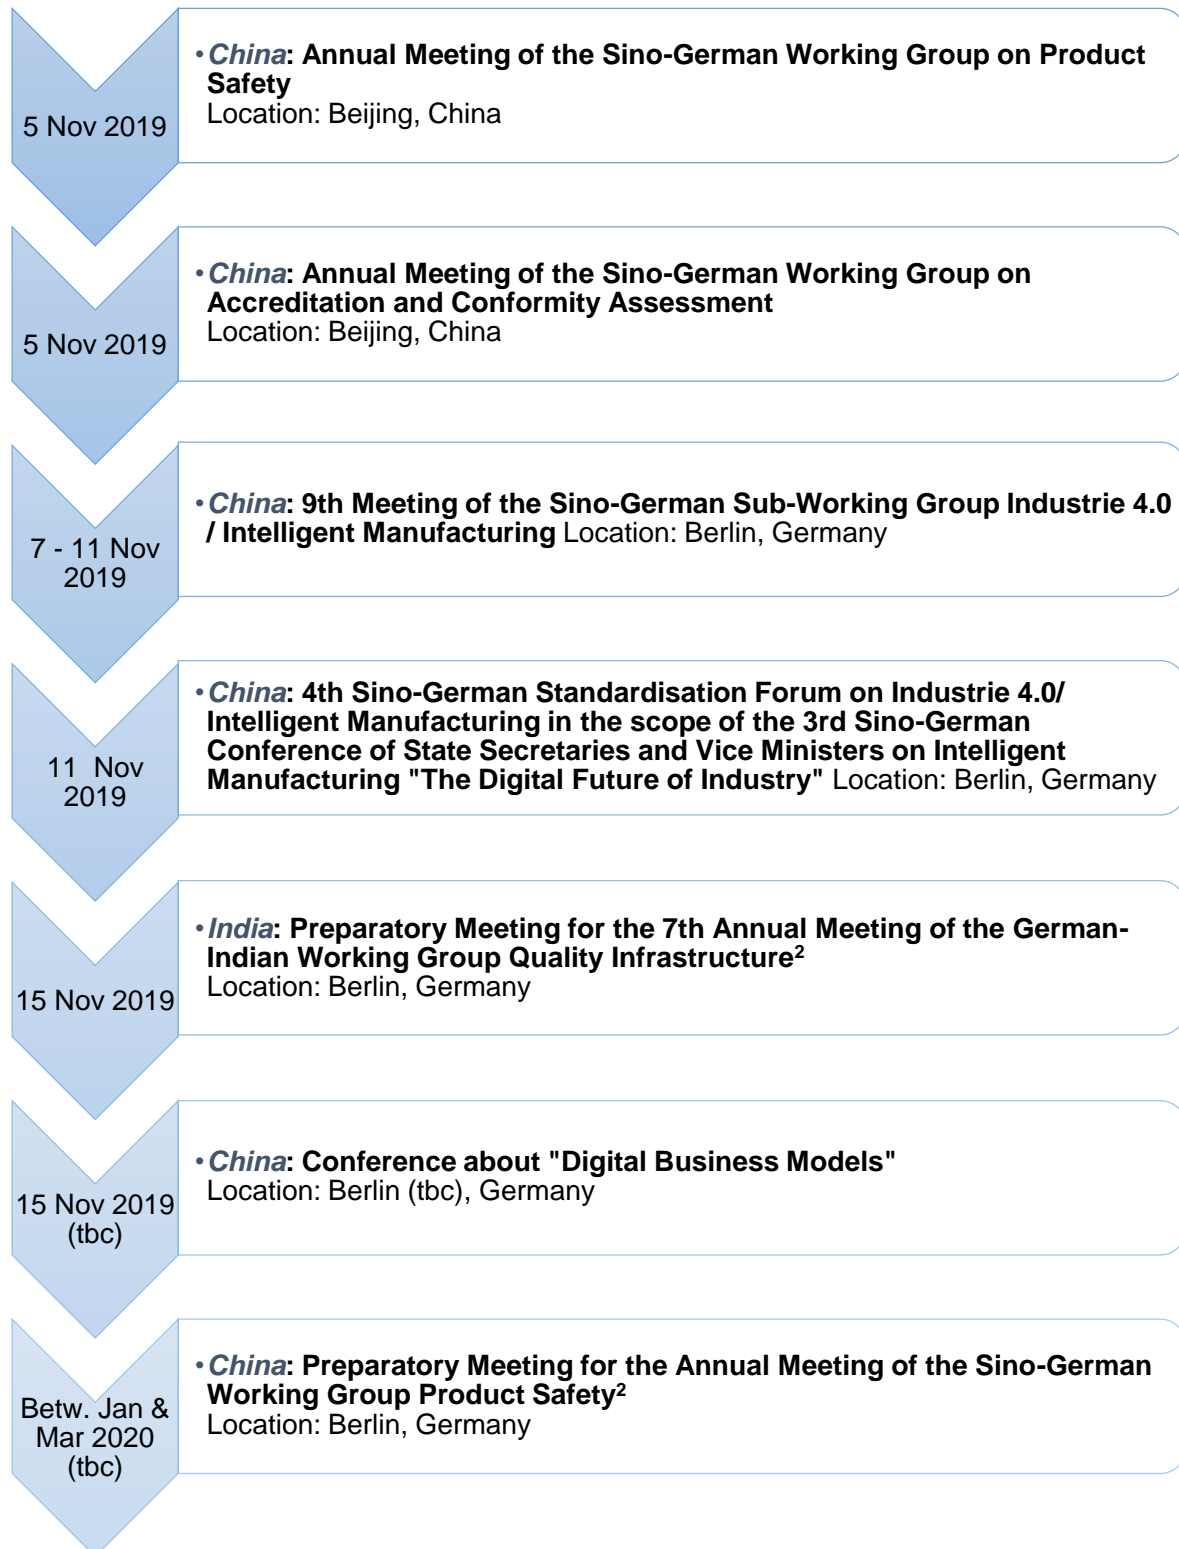 5 Nov 2019
•China: Annual Meeting of the Sino-German Working Group on Product
Safety
Location: Beijing, China
5 Nov 2019
•China: Annual Meeting of the Sino-German Working Group on
Accreditation and Conformity Assessment
Location: Beijing, China
7 - 11 Nov
2019
•China: 9th Meeting of the Sino-German Sub-Working Group Industrie 4.0
/ Intelligent Manufacturing Location: Berlin, Germany
11 Nov
2019
•China: 4th Sino-German Standardisation Forum on Industrie 4.0/
Intelligent Manufacturing in the scope of the 3rd Sino-German
Conference of State Secretaries and Vice Ministers on Intelligent
Manufacturing "The Digital Future of Industry" Location: Berlin, Germany
15 Nov 2019
•India: Preparatory Meeting for the 7th Annual Meeting of the German-
Indian Working Group Quality Infrastructure²
Location: Berlin, Germany
15 Nov 2019
(tbc)
•China: Conference about "Digital Business Models"
Location: Berlin (tbc), Germany
Betw. Jan &
Mar 2020
(tbc)
•China: Preparatory Meeting for the Annual Meeting of the Sino-German
Working Group Product Safety²
Location: Berlin, Germany